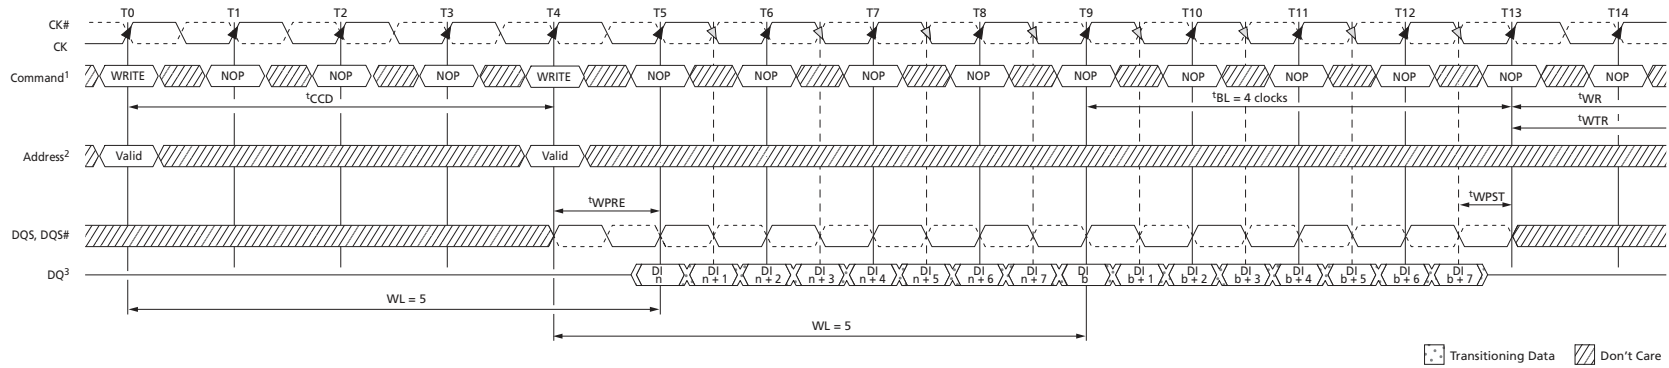 T0 T1 T2 T3 T4 T5 T6 T7 T8 T9 T10 T11 T12 T13 T14
CK#
CK
Command1 WRITE NOP NOP NOP WRITE NOP NOP NOP NOP NOP NOP NOP NOP NOP NOP
tCCD tBL = 4 clocks tWR
tWTR
Address2 Valid Valid
tWPRE tWPST
DQS, DQS#
DQ3 DI n DI n + 1 DI n + 2 DI n + 3 DI n + 4 DI n + 5 DI n + 6 DI n + 7 DI b DI b + 1 DI b + 2 DI b + 3 DI b + 4 DI b + 5 DI b + 6 DI b + 7
WL = 5
WL = 5
Transitioning Data Don't Care